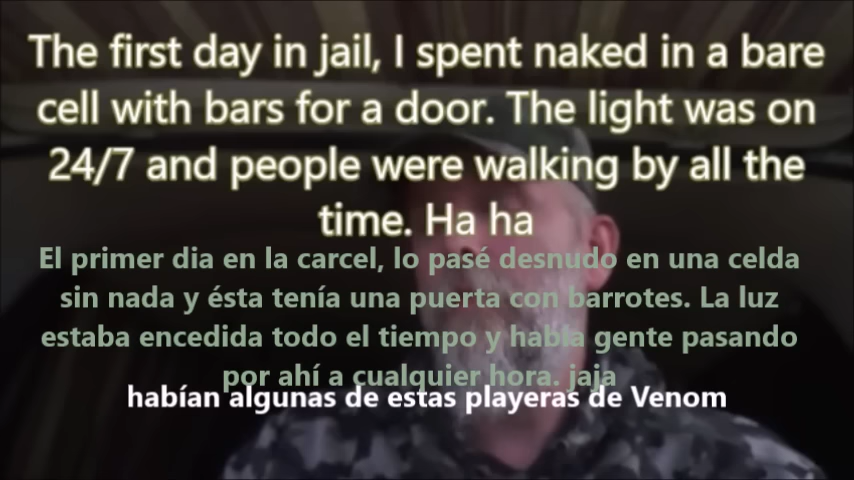 The first day in jail, I spent naked in a bare
cell with bars for a door. The light was on
24/7 and people were walking by all the
time. Ha ha
El primer dia en la carcel, lo pasé desnudo en una celda
sin nada y ésta tenía una puerta con barrotes. La luz
estaba encedida todo el tiempo y había gente pasando
por ahí a cualquier hora. jaja
habían algunas de estas playeras de Venom